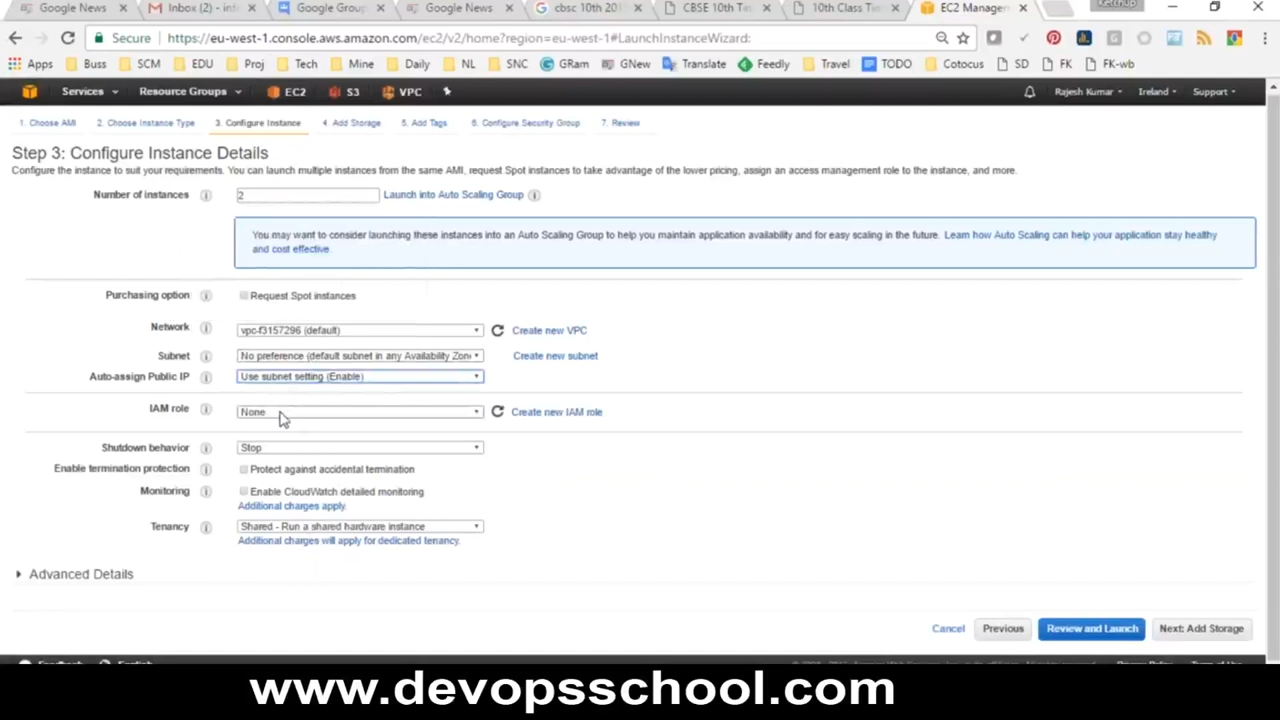 Google News
Inbox (2) - inf
Google Group
Google News
cbsc 10th 201
CBSE 10th Tim
10th Class Tim
EC2 Manage
Ketchup
Secure
https://eu-west-1.console.aws.amazon.com/ec2/v2/home?region=eu-west-1#LaunchInstanceWizard:
Apps Buss SCM EDU Proj Tech Mine Daily NL SNC GRam GNew Translate Feedly Travel TODO Cotocus SD FK FK-wb
Services Resource Groups EC2 S3 VPC Rajesh Kumar Ireland Support
1. Choose AMI 2. Choose Instance Type 3. Configure Instance 4. Add Storage 5. Add Tags 6. Configure Security Group 7. Review
Step 3: Configure Instance Details
Configure the instance to suit your requirements. You can launch multiple instances from the same AMI, request Spot instances to take advantage of the lower pricing, assign an access management role to the instance, and more.
Number of instances 2 Launch into Auto Scaling Group
You may want to consider launching these instances into an Auto Scaling Group to help you maintain application availability and for easy scaling in the future. Learn how Auto Scaling can help your application stay healthy
and cost effective.
Purchasing option Request Spot instances
Network vpc-f3157296 (default) Create new VPC
Subnet No preference (default subnet in any Availability Zon Create new subnet
Auto-assign Public IP Use subnet setting (Enable)
IAM role None Create new IAM role
Shutdown behavior Stop
Enable termination protection Protect against accidental termination
Monitoring Enable CloudWatch detailed monitoring
Additional charges apply.
Tenancy Shared - Run a shared hardware instance
Additional charges will apply for dedicated tenancy.
Advanced Details
Cancel Previous Review and Launch Next: Add Storage
www.devopsschool.com